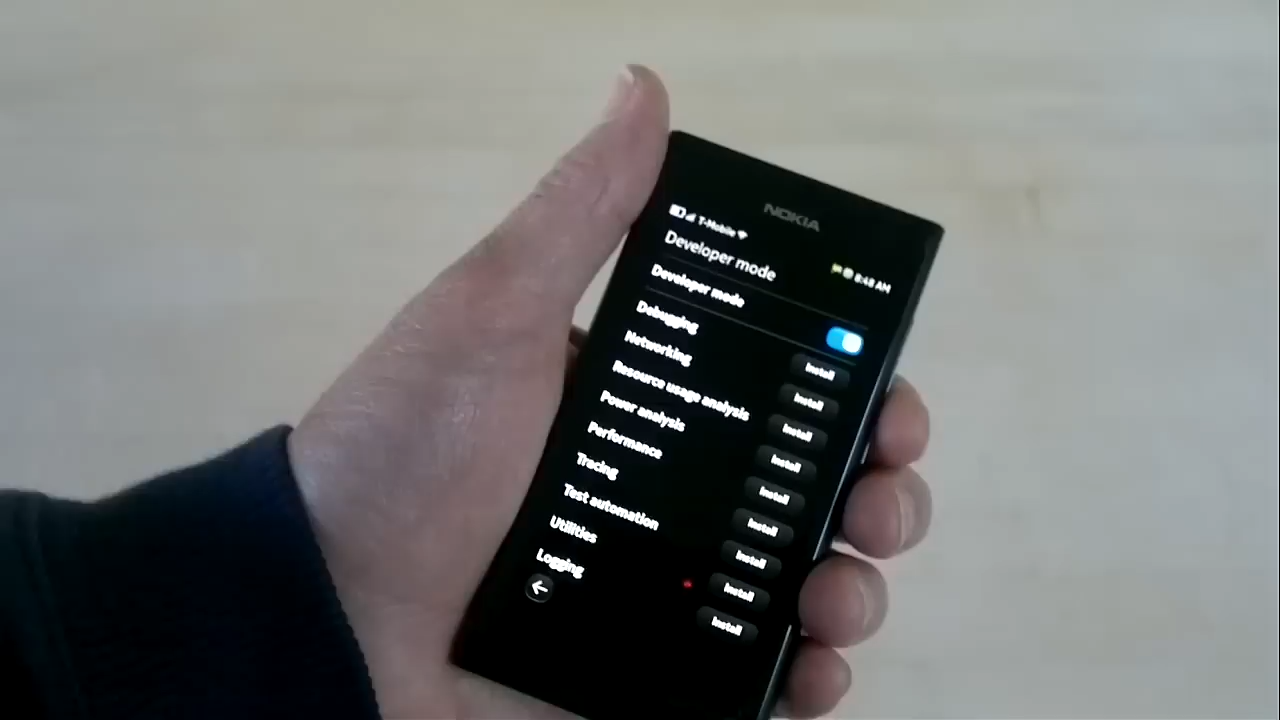 NOKIA
T-Mobile 8:48 AM
Developer mode
Developer mode
Debugging Install
Networking Install
Resource usage analysis Install
Power analysis Install
Performance Install
Tracing Install
Test automation Install
Utilities Install
Logging Install